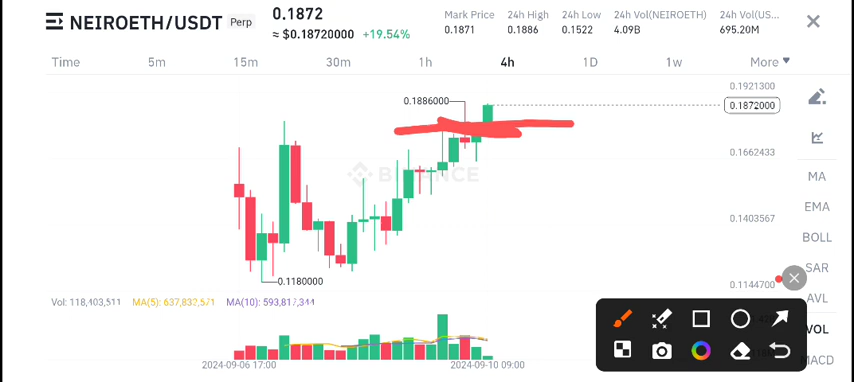 NEIROETH/USDT Perp
0.1872
≈ $0.18720000 +19.54%
Mark Price 24h High 24h Low 24h Vol(NEIROETH) 24h Vol(US...
0.1871 0.1886 0.1522 4.09B 695.20M
Time 5m 15m 30m 1h 4h 1D 1w More
0.1921300
0.1886000
0.1872000
0.1662433
BINANCE
MA
EMA
0.1403567
BOLL
SAR
0.1180000
0.1144700
AVL
Vol: 118,403,511 MA(5): 637,837,571 MA(10): 593,817,344
VOL
MACD
2024-09-06 17:00 2024-09-10 09:00